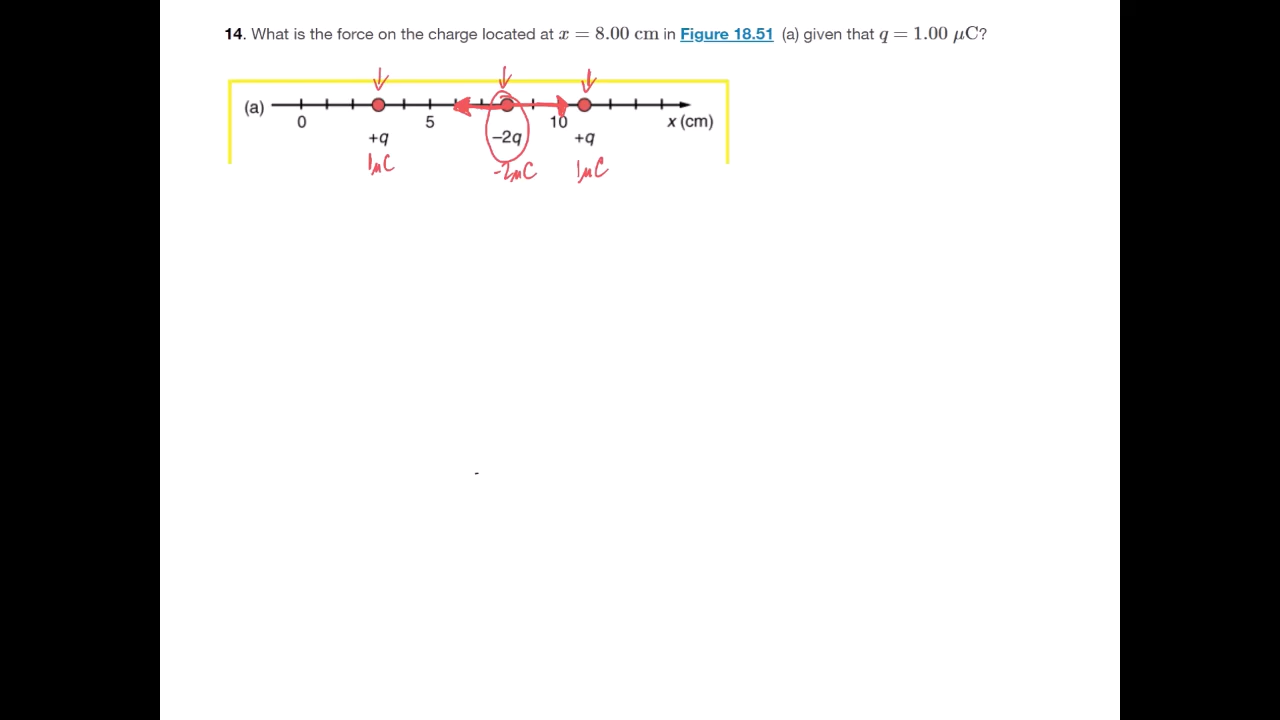 14. What is the force on the charge located at x = 8.00 cm in Figure 18.51 (a) given that q = 1.00 μC?
(a)
0 5 10 x (cm)
+q −2q +q
1μC -2μC 1μC